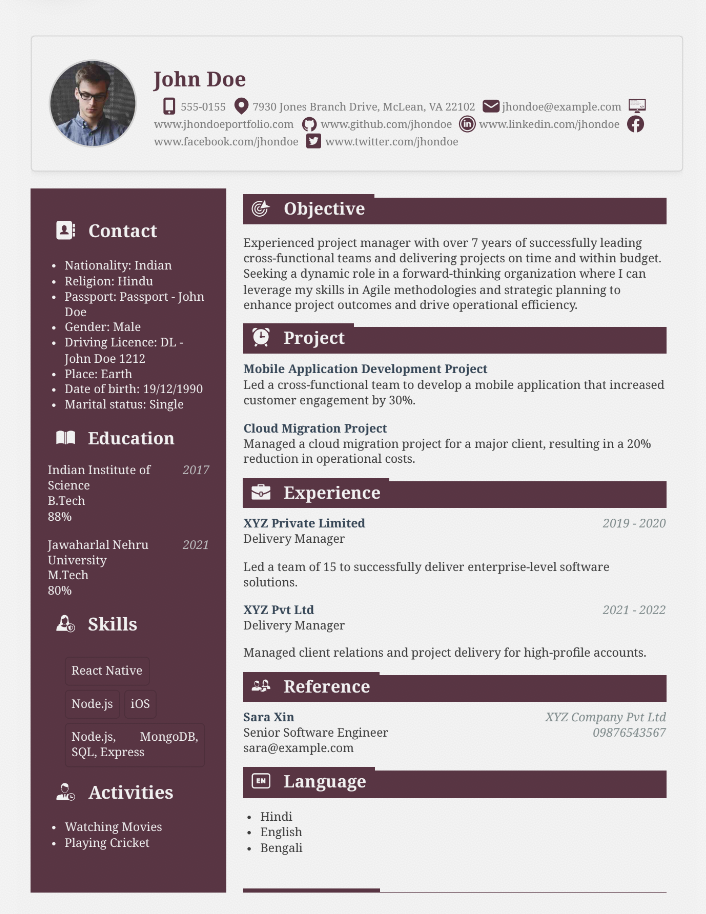 John Doe
555-0155 7930 Jones Branch Drive, McLean, VA 22102 jhondoe@example.com
www.jhondoeportfolio.com www.github.com/jhondoe www.linkedin.com/jhondoe
www.facebook.com/jhondoe www.twitter.com/jhondoe
Contact
• Nationality: Indian
• Religion: Hindu
• Passport: Passport - John
Doe
• Gender: Male
• Driving Licence: DL -
John Doe 1212
• Place: Earth
• Date of birth: 19/12/1990
• Marital status: Single
Education
Indian Institute of 2017
Science
B.Tech
88%
Jawaharlal Nehru 2021
University
M.Tech
80%
Skills
React Native
Node.js iOS
Node.js, MongoDB,
SQL, Express
Activities
• Watching Movies
• Playing Cricket
Objective
Experienced project manager with over 7 years of successfully leading
cross-functional teams and delivering projects on time and within budget.
Seeking a dynamic role in a forward-thinking organization where I can
leverage my skills in Agile methodologies and strategic planning to
enhance project outcomes and drive operational efficiency.
Project
Mobile Application Development Project
Led a cross-functional team to develop a mobile application that increased
customer engagement by 30%.
Cloud Migration Project
Managed a cloud migration project for a major client, resulting in a 20%
reduction in operational costs.
Experience
XYZ Private Limited 2019 - 2020
Delivery Manager
Led a team of 15 to successfully deliver enterprise-level software
solutions.
XYZ Pvt Ltd 2021 - 2022
Delivery Manager
Managed client relations and project delivery for high-profile accounts.
Reference
Sara Xin XYZ Company Pvt Ltd
Senior Software Engineer 09876543567
sara@example.com
EN Language
• Hindi
• English
• Bengali